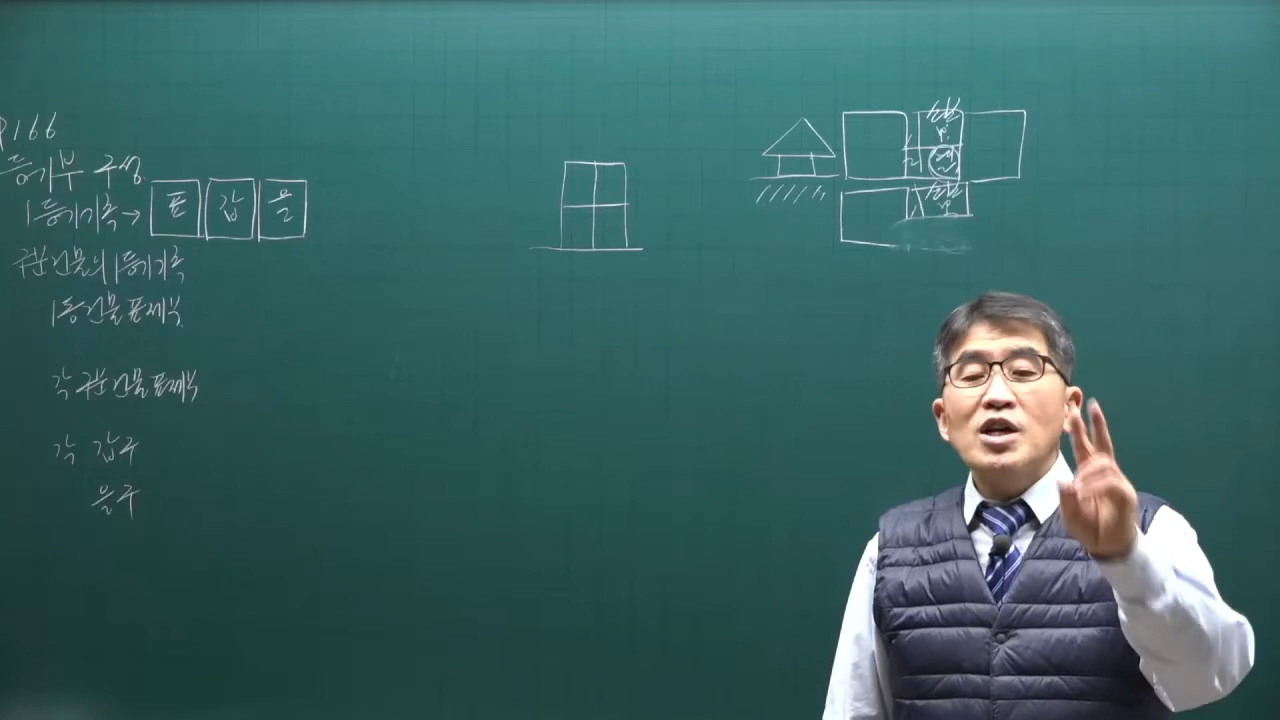 P166
등기부 구성
1등기기록→ 표 갑 을
구분건물의 1등기기록
1동건물 표제부
각 구분건물 표제부
각 갑구
을구